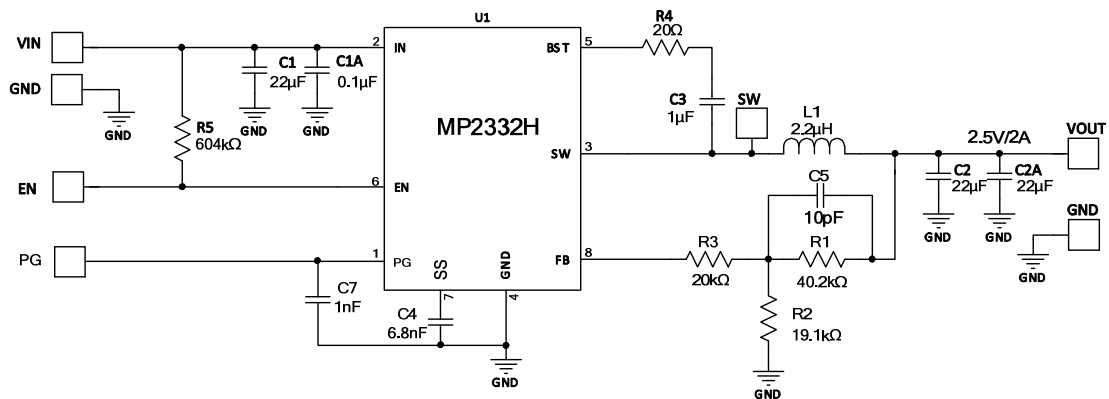 U1
VIN
2
IN
BST
5
R4
20Ω
C1
22µF
C1A
0.1µF
GND
GND
GND
GND
R5
604kΩ
MP2332H
C3
1µF
SW
L1
2.2µH
2.5V/2A
VOUT
SW
3
EN
6
EN
C5
10pF
C2
22µF
C2A
22µF
GND
GND
GND
GND
PG
1
PG
SS
GND
FB
8
R3
20kΩ
R1
40.2kΩ
C7
1nF
7
4
C4
6.8nF
R2
19.1kΩ
GND
GND